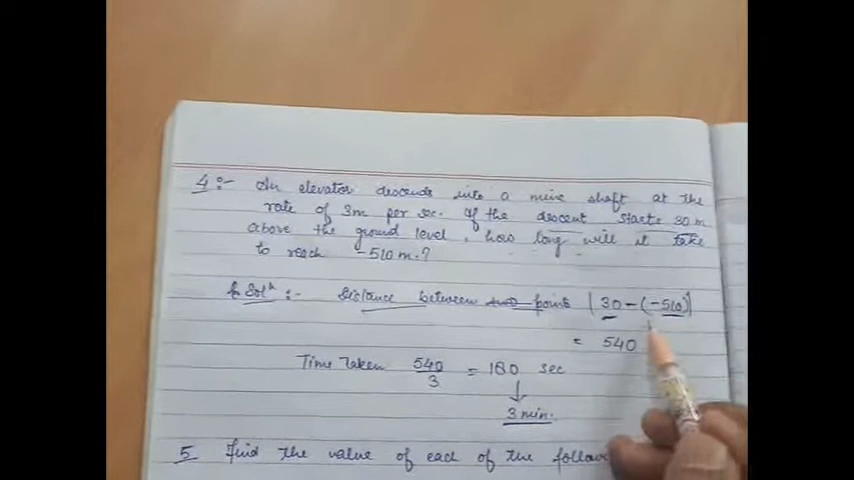 4:- An elevator descends into a mine shaft at the
rate of 3m per sec. If the descent starts 30 m
above the ground level, how long will it take
to reach -510 m.?
Solⁿ :- Distance between two point |30-(-510)|
= 540
Time Taken 540/3 = 180 sec
↓
3 min.
5 Find the value of each of the follow